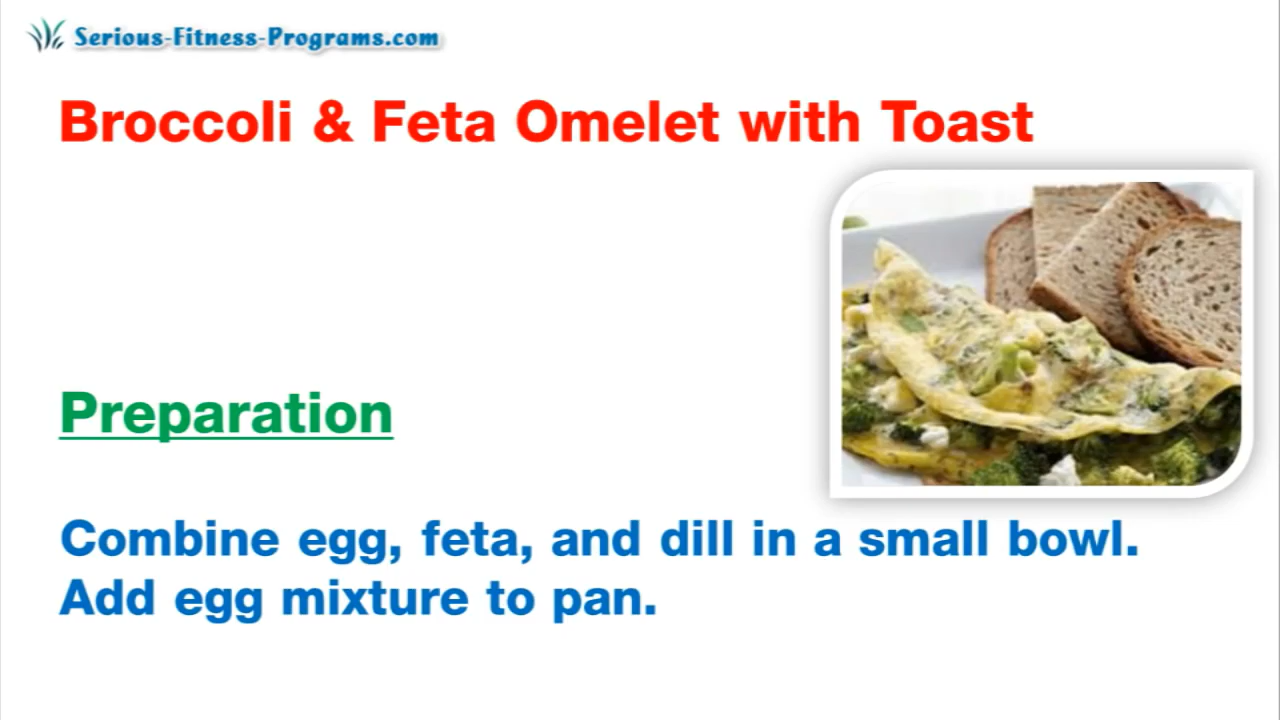 Serious-Fitness-Programs.com
Broccoli & Feta Omelet with Toast
Preparation
Combine egg, feta, and dill in a small bowl.
Add egg mixture to pan.